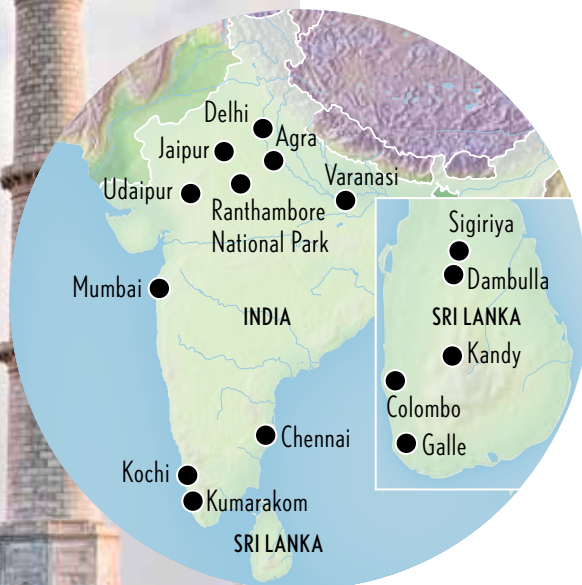 Delhi
Agra
Jaipur
Varanasi
Udaipur
Ranthambore
National Park
Sigiriya
Dambulla
Mumbai
INDIA
SRI LANKA
Kandy
Colombo
Chennai
Galle
Kochi
Kumarakom
SRI LANKA